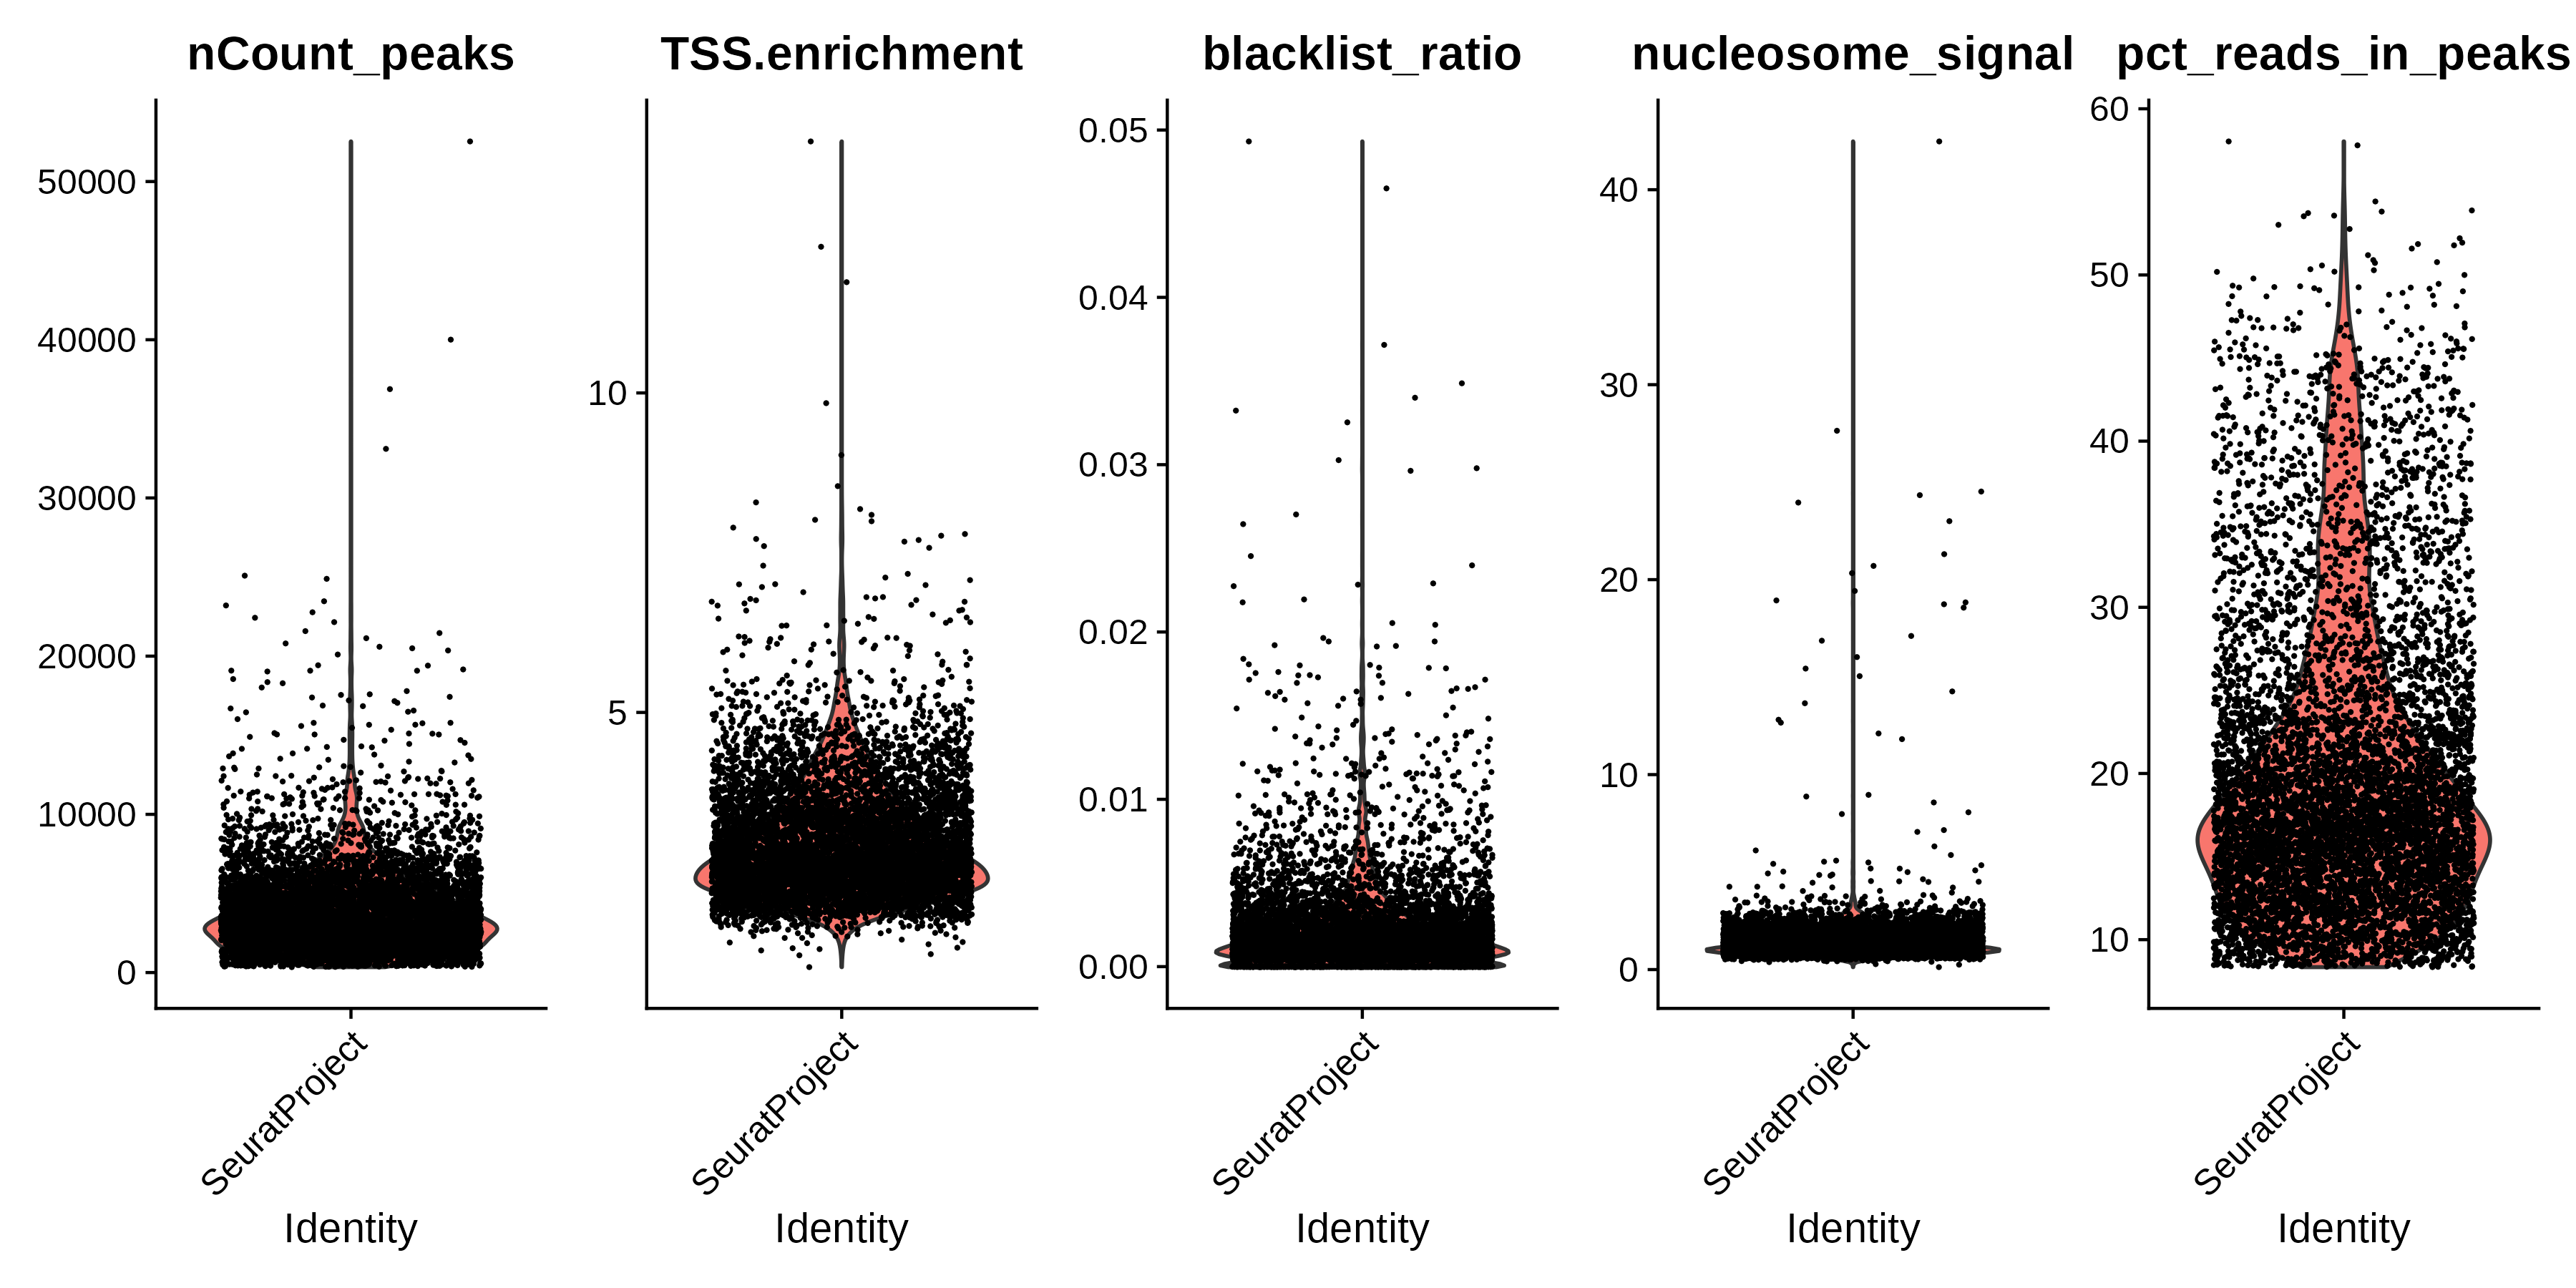 nCount_peaks
50000
40000
30000
20000
10000
0
SeuratProject
Identity
TSS.enrichment
10
5
SeuratProject
Identity
blacklist_ratio
0.05
0.04
0.03
0.02
0.01
0.00
SeuratProject
Identity
nucleosome_signal
40
30
20
10
0
SeuratProject
Identity
pct_reads_in_peaks
60
50
40
30
20
10
SeuratProject
Identity